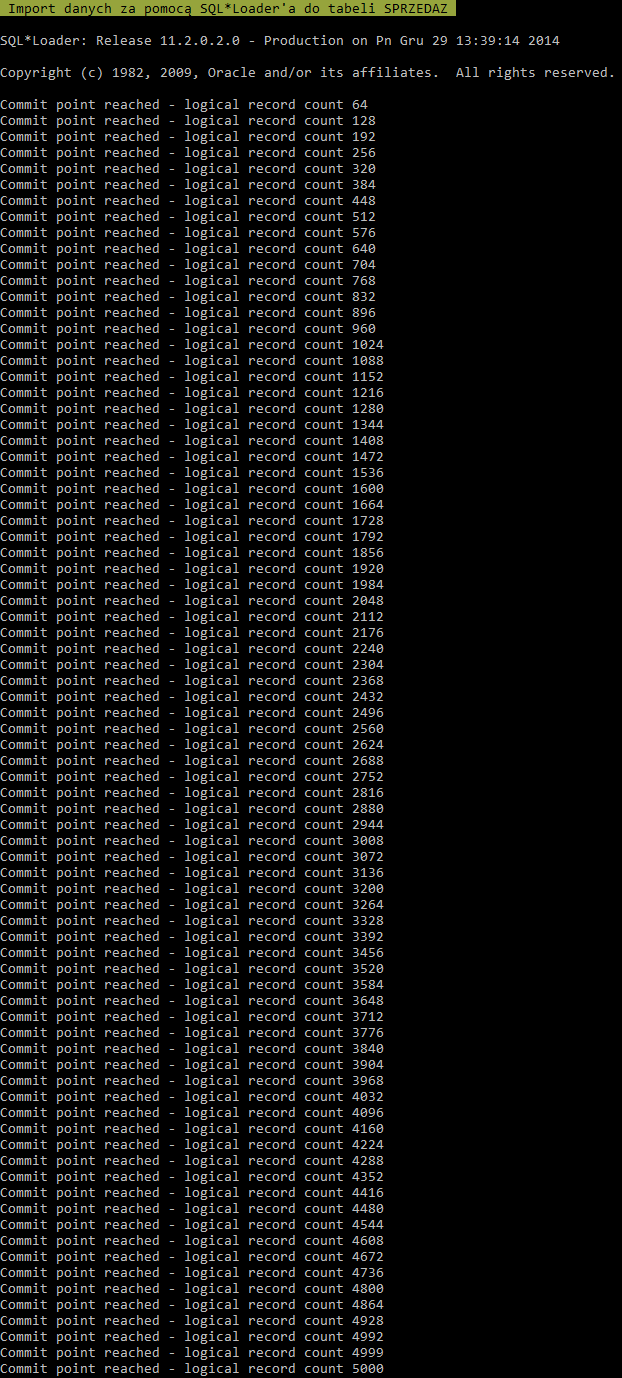 Import danych za pomocą SQL*Loader'a do tabeli SPRZEDAZ
SQL*Loader: Release 11.2.0.2.0 - Production on Pn Gru 29 13:39:14 2014
Copyright (c) 1982, 2009, Oracle and/or its affiliates.  All rights reserved.
Commit point reached - logical record count 64
Commit point reached - logical record count 128
Commit point reached - logical record count 192
Commit point reached - logical record count 256
Commit point reached - logical record count 320
Commit point reached - logical record count 384
Commit point reached - logical record count 448
Commit point reached - logical record count 512
Commit point reached - logical record count 576
Commit point reached - logical record count 640
Commit point reached - logical record count 704
Commit point reached - logical record count 768
Commit point reached - logical record count 832
Commit point reached - logical record count 896
Commit point reached - logical record count 960
Commit point reached - logical record count 1024
Commit point reached - logical record count 1088
Commit point reached - logical record count 1152
Commit point reached - logical record count 1216
Commit point reached - logical record count 1280
Commit point reached - logical record count 1344
Commit point reached - logical record count 1408
Commit point reached - logical record count 1472
Commit point reached - logical record count 1536
Commit point reached - logical record count 1600
Commit point reached - logical record count 1664
Commit point reached - logical record count 1728
Commit point reached - logical record count 1792
Commit point reached - logical record count 1856
Commit point reached - logical record count 1920
Commit point reached - logical record count 1984
Commit point reached - logical record count 2048
Commit point reached - logical record count 2112
Commit point reached - logical record count 2176
Commit point reached - logical record count 2240
Commit point reached - logical record count 2304
Commit point reached - logical record count 2368
Commit point reached - logical record count 2432
Commit point reached - logical record count 2496
Commit point reached - logical record count 2560
Commit point reached - logical record count 2624
Commit point reached - logical record count 2688
Commit point reached - logical record count 2752
Commit point reached - logical record count 2816
Commit point reached - logical record count 2880
Commit point reached - logical record count 2944
Commit point reached - logical record count 3008
Commit point reached - logical record count 3072
Commit point reached - logical record count 3136
Commit point reached - logical record count 3200
Commit point reached - logical record count 3264
Commit point reached - logical record count 3328
Commit point reached - logical record count 3392
Commit point reached - logical record count 3456
Commit point reached - logical record count 3520
Commit point reached - logical record count 3584
Commit point reached - logical record count 3648
Commit point reached - logical record count 3712
Commit point reached - logical record count 3776
Commit point reached - logical record count 3840
Commit point reached - logical record count 3904
Commit point reached - logical record count 3968
Commit point reached - logical record count 4032
Commit point reached - logical record count 4096
Commit point reached - logical record count 4160
Commit point reached - logical record count 4224
Commit point reached - logical record count 4288
Commit point reached - logical record count 4352
Commit point reached - logical record count 4416
Commit point reached - logical record count 4480
Commit point reached - logical record count 4544
Commit point reached - logical record count 4608
Commit point reached - logical record count 4672
Commit point reached - logical record count 4736
Commit point reached - logical record count 4800
Commit point reached - logical record count 4864
Commit point reached - logical record count 4928
Commit point reached - logical record count 4992
Commit point reached - logical record count 4999
Commit point reached - logical record count 5000